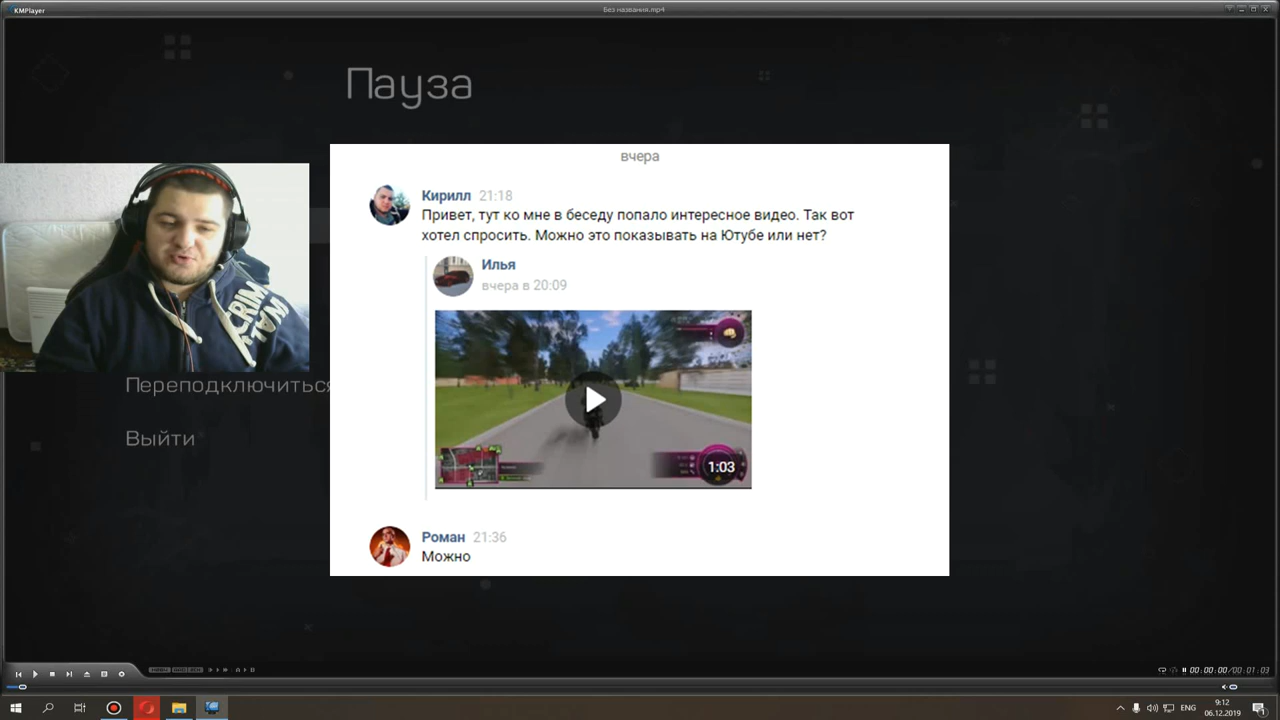 KMPlayer
Без названия.mp4
Пауза
вчера
Кирилл 21:18
Привет, тут ко мне в беседу попало интересное видео. Так вот
хотел спросить. Можно это показывать на Ютубе или нет?
Илья
вчера в 20:09
1:03
CRIM
INAL
Переподключиться
Выйти
Роман 21:36
Можно
00:00:00/00:01:03
ENG
9:12
06.12.2019